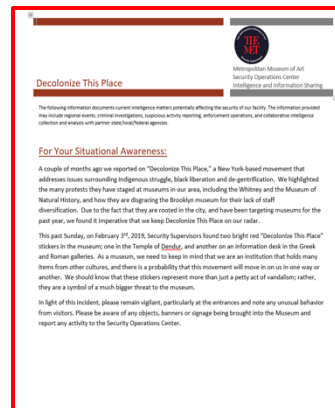 THE
MET
Metropolitan Museum of Art
Security Operations Center
Decolonize This Place
Intelligence and Information Sharing
The following information documents current intelligence matters potentially affecting the security of our facility. The information provided
may include regional events, criminal investigations, suspicious activity reporting, enforcement operations, and collaborative intelligence
collection and analysis with partner state/local/federal agencies.
For Your Situational Awareness:
A couple of months ago we reported on "Decolonize This Place," a New York-based movement that
addresses issues surrounding indigenous struggle, black liberation and de-gentrification. We highlighted
the many protests they have staged at museums in our area, including the Whitney and the Museum of
Natural History, and how they are disgracing the Brooklyn museum for their lack of staff
diversification. Due to the fact that they are rooted in the city, and have been targeting museums for the
past year, we found it imperative that we keep Decolonize This Place on our radar.
This past Sunday, on February 3rd, 2019, Security Supervisors found two bright red "Decolonize This Place"
stickers in the museum; one in the Temple of Dendur, and another on an information desk in the Greek
and Roman galleries. As a museum, we need to keep in mind that we are an institution that holds many
items from other cultures, and there is a probability that this movement will move in on us in one way or
another. We should know that these stickers represent more than just a petty act of vandalism; rather,
they are a symbol of a much bigger threat to the museum.
In light of this incident, please remain vigilant, particularly at the entrances and note any unusual behavior
from visitors. Please be aware of any objects, banners or signage being brought into the Museum and
report any activity to the Security Operations Center.